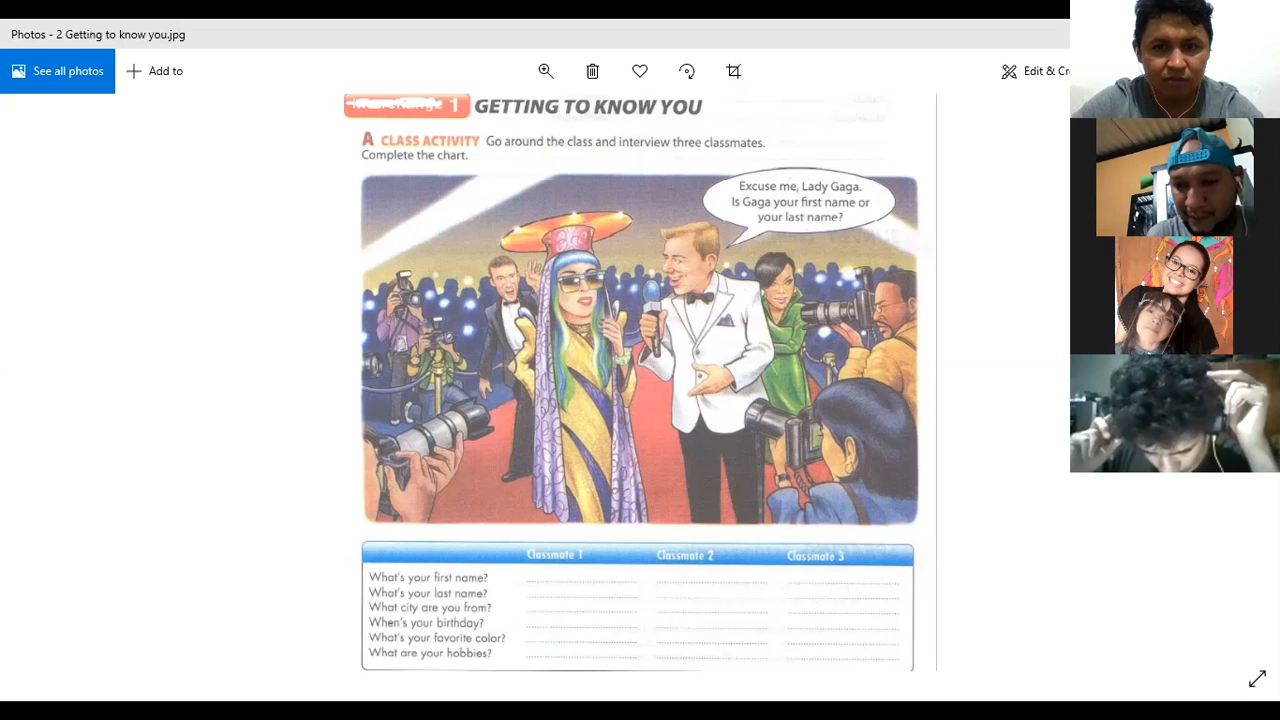 Photos - 2 Getting to know you.jpg
See all photos
Add to
Edit & Cr
1 GETTING TO KNOW YOU
A CLASS ACTIVITY Go around the class and interview three classmates.
Complete the chart.
Excuse me, Lady Gaga.
Is Gaga your first name or
your last name?
Classmate 1 Classmate 2 Classmate 3
What's your first name?
What's your last name?
What city are you from?
When's your birthday?
What's your favorite color?
What are your hobbies?